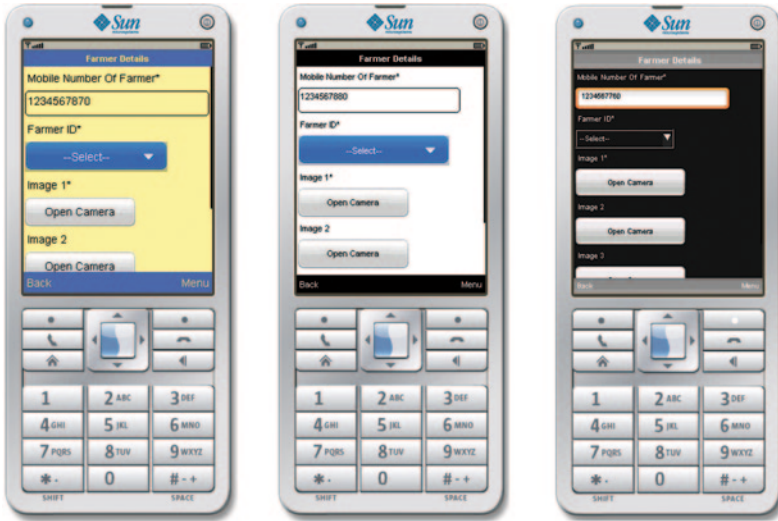 Sun
microsystems
Farmer Details
Mobile Number Of Farmer*
1234567870
Farmer ID*
--Select--
Image 1*
Open Camera
Image 2
Open Camera
Back Menu
1 2 ABC 3 DEF
4 GHI 5 JKL 6 MNO
7 PQRS 8 TUV 9 WXYZ
* . 0 # - +
SHIFT SPACE
Sun
microsystems
Farmer Details
Mobile Number Of Farmer*
1234567880
Farmer ID*
--Select--
Image 1*
Open Camera
Image 2
Open Camera
Back Menu
1 2 ABC 3 DEF
4 GHI 5 JKL 6 MNO
7 PQRS 8 TUV 9 WXYZ
* . 0 # - +
SHIFT SPACE
Sun
microsystems
Farmer Details
Mobile Number Of Farmer*
Farmer ID*
--Select--
Image 1*
Open Camera
Image 2
Open Camera
Image 3
Back Menu
1 2 ABC 3 DEF
4 GHI 5 JKL 6 MNO
7 PQRS 8 TUV 9 WXYZ
* . 0 # - +
SHIFT SPACE